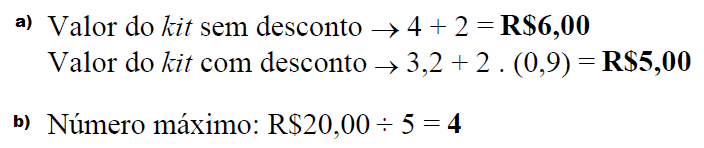 a) Valor do kit sem desconto → 4 + 2 = R$6,00
Valor do kit com desconto → 3,2 + 2 . (0,9) = R$5,00
b) Número máximo: R$20,00 ÷ 5 = 4